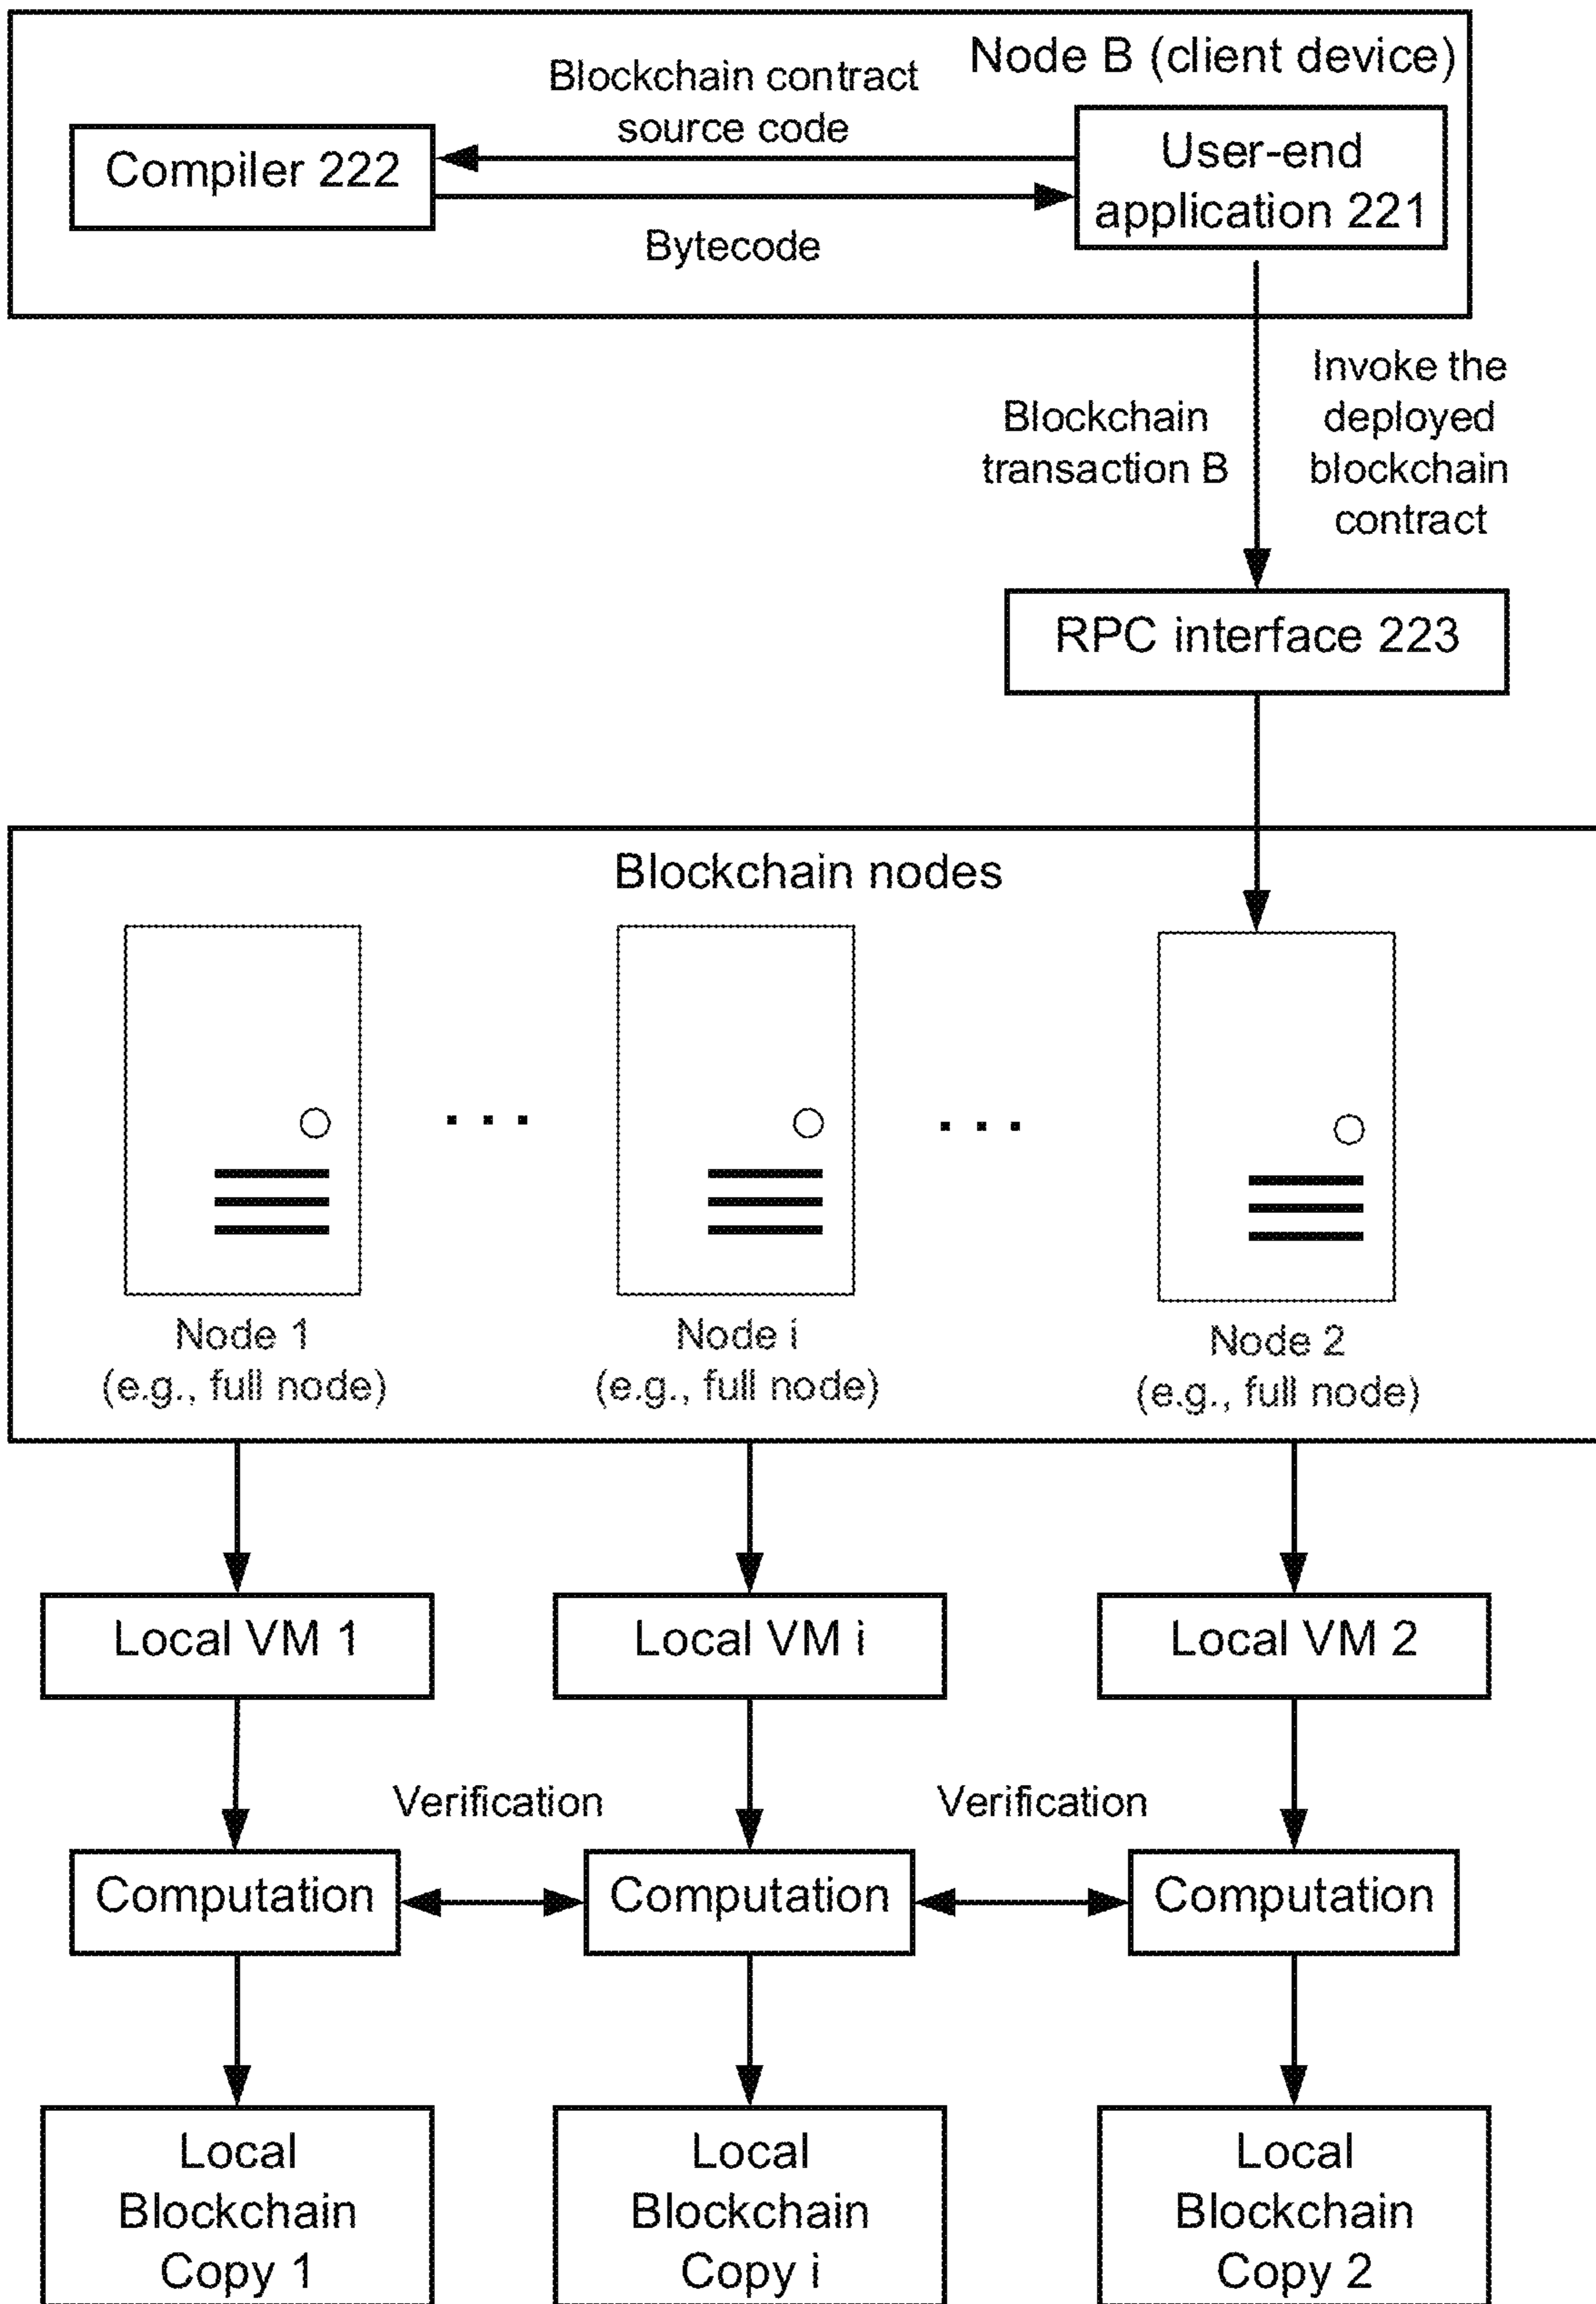 Node B (client device)
Blockchain contract
source code
Compiler 222
User-end
application 221
Bytecode
Blockchain
transaction B
Invoke the
deployed
blockchain
contract
RPC interface 223
Blockchain nodes
. . .
. . .
Node 1
(e.g., full node)
Node i
(e.g., full node)
Node 2
(e.g., full node)
Local VM 1
Local VM i
Local VM 2
Verification
Verification
Computation
Computation
Computation
Local
Blockchain
Copy 1
Local
Blockchain
Copy i
Local
Blockchain
Copy 2